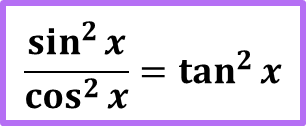 sin² x / cos² x = tan² x